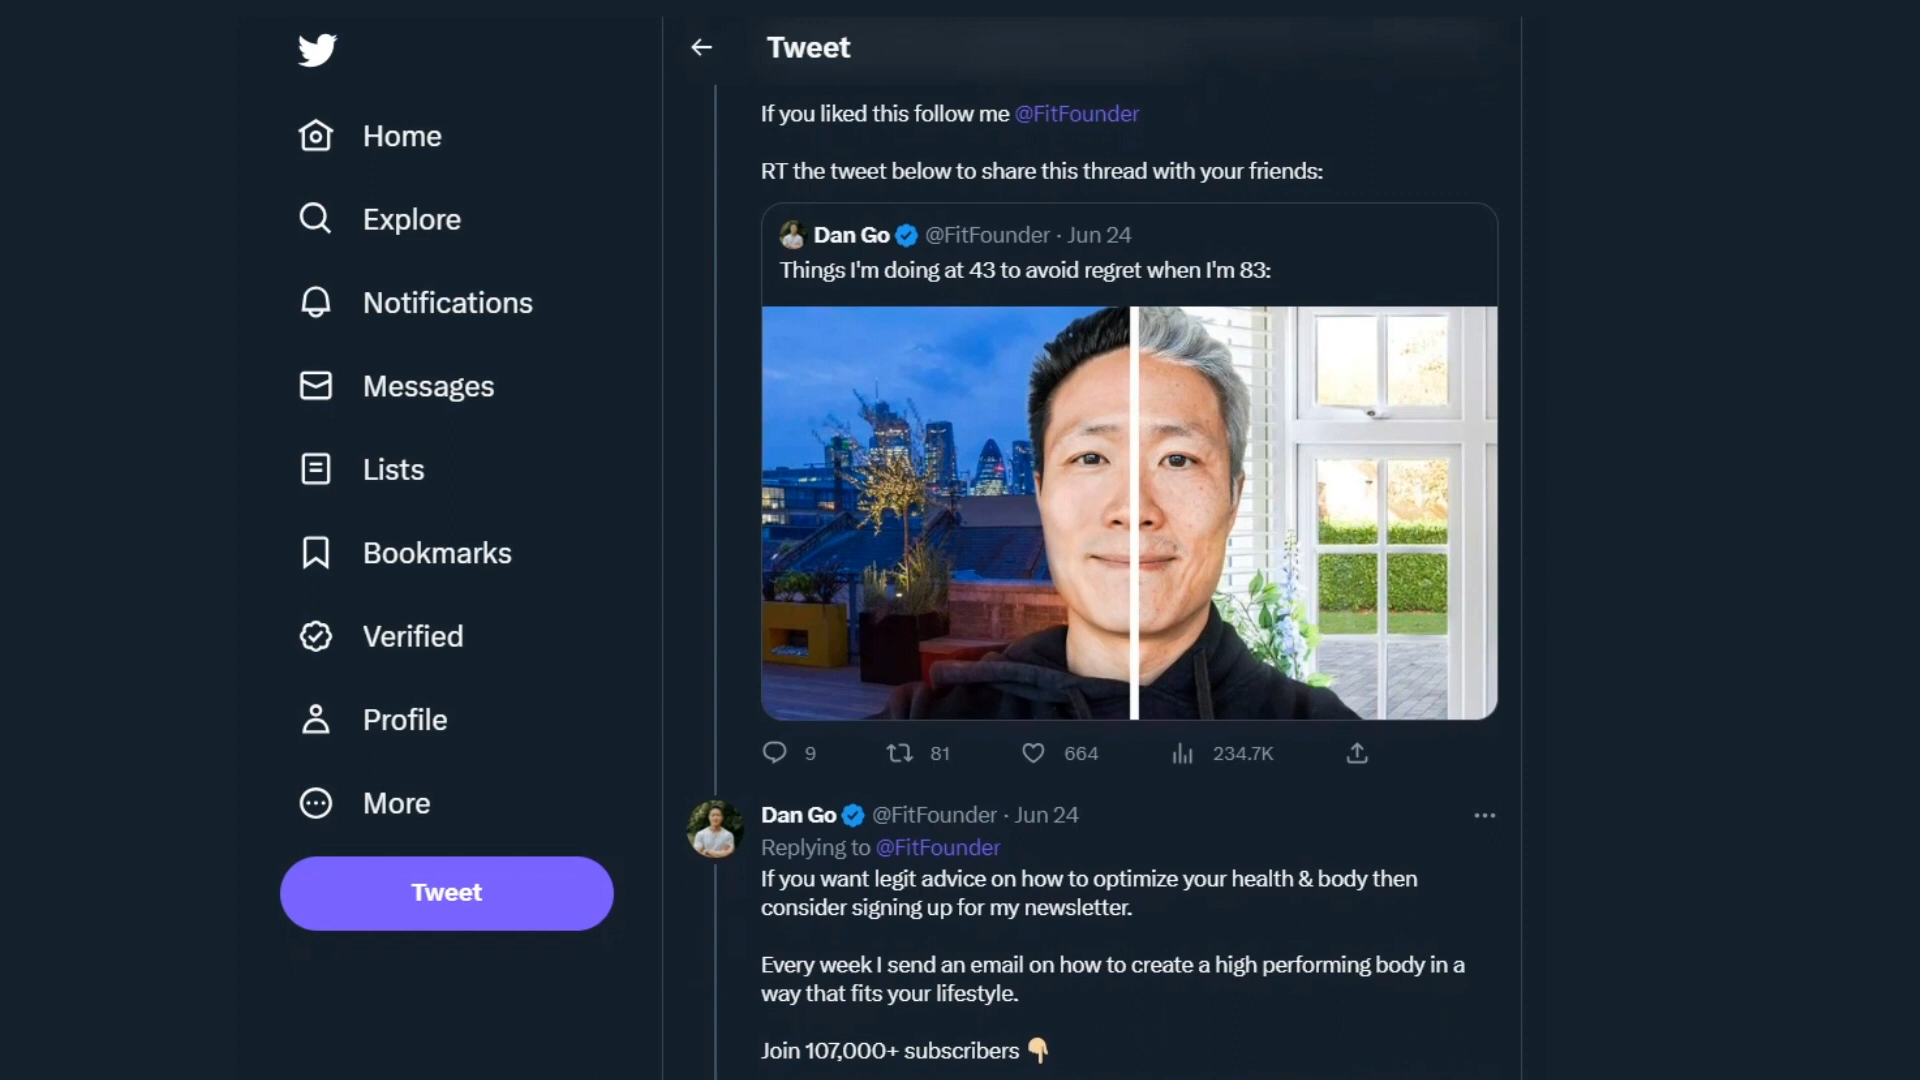 Home
Explore
Notifications
Messages
Lists
Bookmarks
Verified
Profile
More
Tweet
Tweet
If you liked this follow me @FitFounder
RT the tweet below to share this thread with your friends:
Dan Go @FitFounder · Jun 24
Things I'm doing at 43 to avoid regret when I'm 83:
9 81 664 234.7K
Dan Go @FitFounder · Jun 24
Replying to @FitFounder
If you want legit advice on how to optimize your health & body then
consider signing up for my newsletter.
Every week I send an email on how to create a high performing body in a
way that fits your lifestyle.
Join 107,000+ subscribers 👇